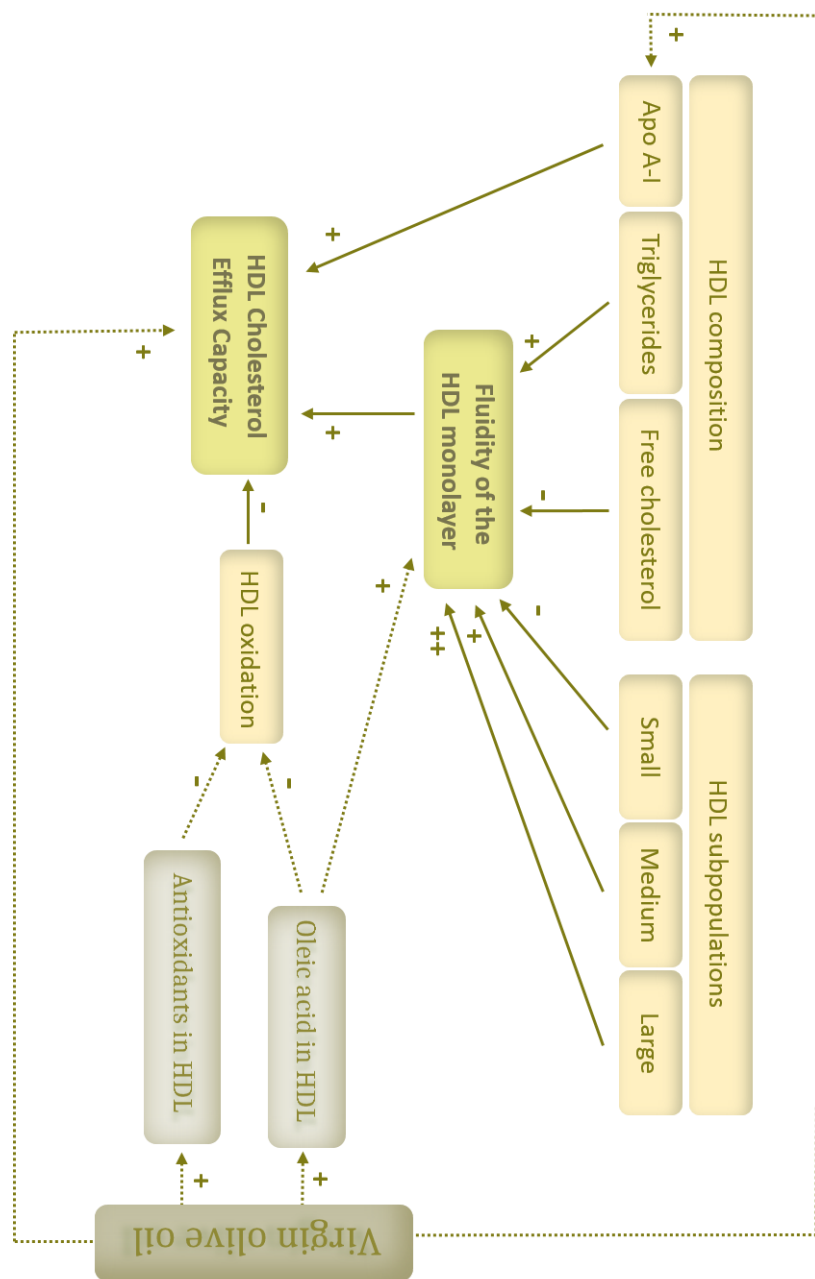 HDL composition
Apo A-I
Triglycerides
Free cholesterol
HDL subpopulations
Small
Medium
Large
+
+
+
-
-
+
++
Fluidity of the
HDL monolayer
+
+
HDL Cholesterol
Efflux Capacity
+
-
HDL oxidation
-
-
Oleic acid in HDL
Antioxidants in HDL
+
+
Virgin olive oil